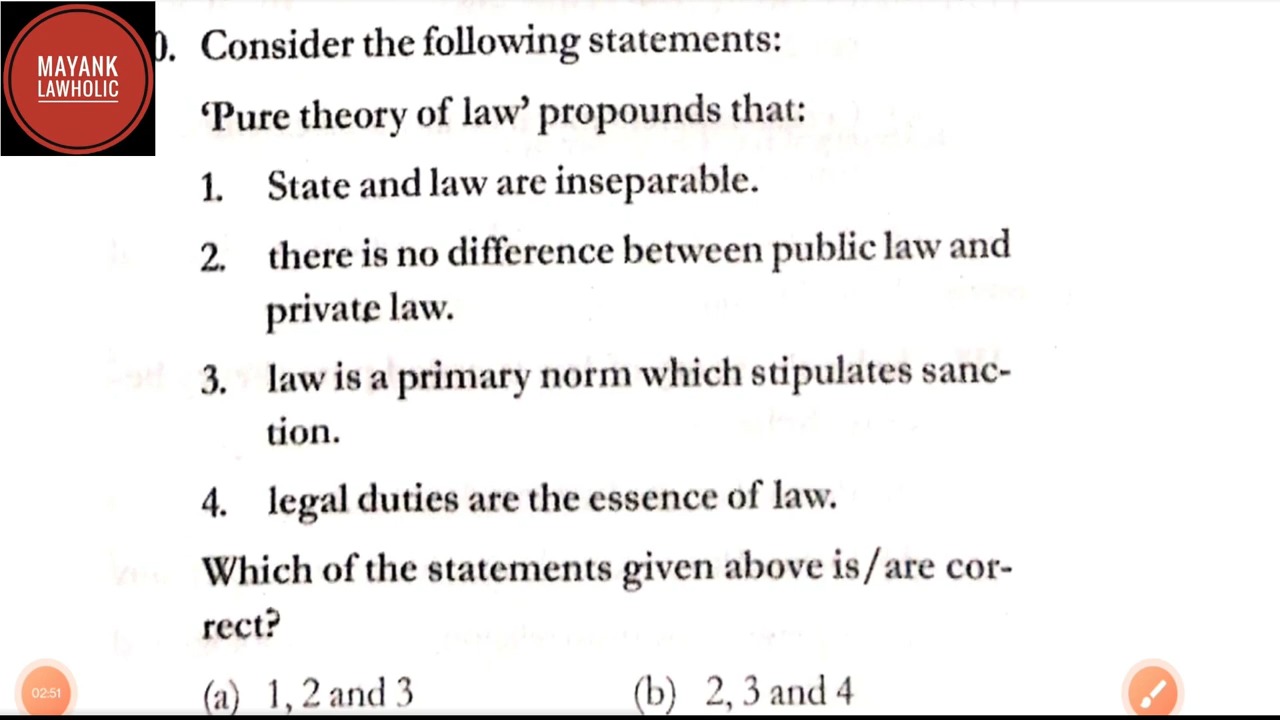 MAYANK
LAWHOLIC
0. Consider the following statements:
‘Pure theory of law’ propounds that:
1. State and law are inseparable.
2. there is no difference between public law and
private law.
3. law is a primary norm which stipulates sanc-
tion.
4. legal duties are the essence of law.
Which of the statements given above is/are cor-
rect?
02:51
(a) 1, 2 and 3 (b) 2, 3 and 4